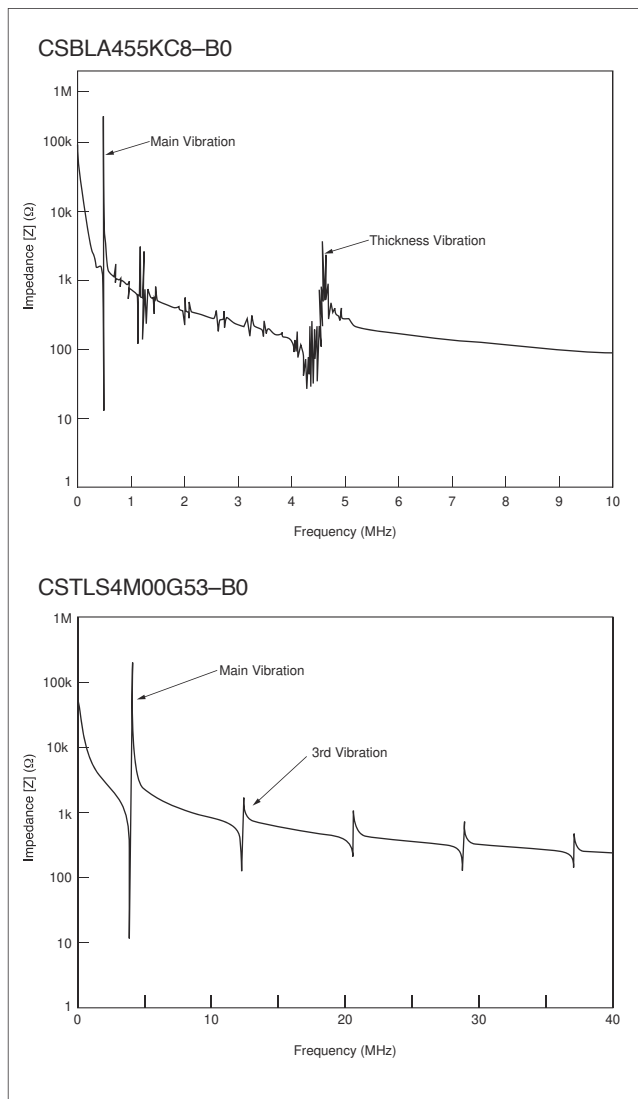 CSBLA455KC8–B0
1M
100k
10k
1k
100
10
1
Impedance [Z] (Ω)
Main Vibration
Thickness Vibration
0 1 2 3 4 5 6 7 8 9 10
Frequency (MHz)
CSTLS4M00G53–B0
1M
100k
10k
1k
100
10
1
Impedance [Z] (Ω)
Main Vibration
3rd Vibration
0 10 20 30 40
Frequency (MHz)